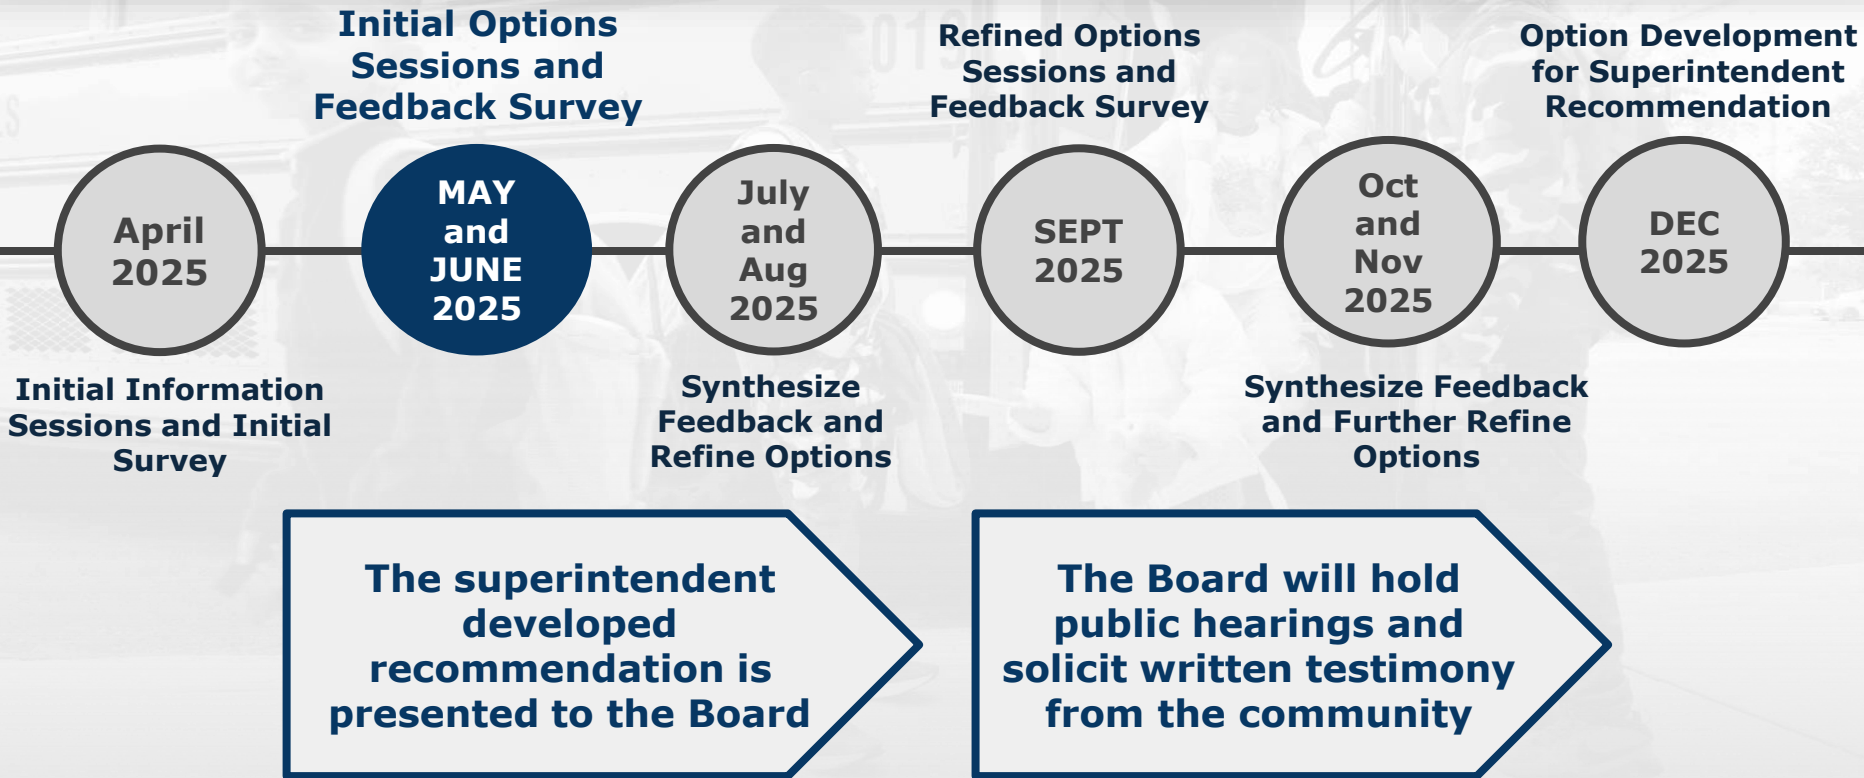 Initial Options
Sessions and
Feedback Survey
Refined Options
Sessions and
Feedback Survey
Option Development
for Superintendent
Recommendation
April
2025
MAY
and
JUNE
2025
July
and
Aug
2025
SEPT
2025
Oct
and
Nov
2025
DEC
2025
Initial Information
Sessions and Initial
Survey
Synthesize
Feedback and
Refine Options
Synthesize Feedback
and Further Refine
Options
The superintendent
developed
recommendation is
presented to the Board
The Board will hold
public hearings and
solicit written testimony
from the community